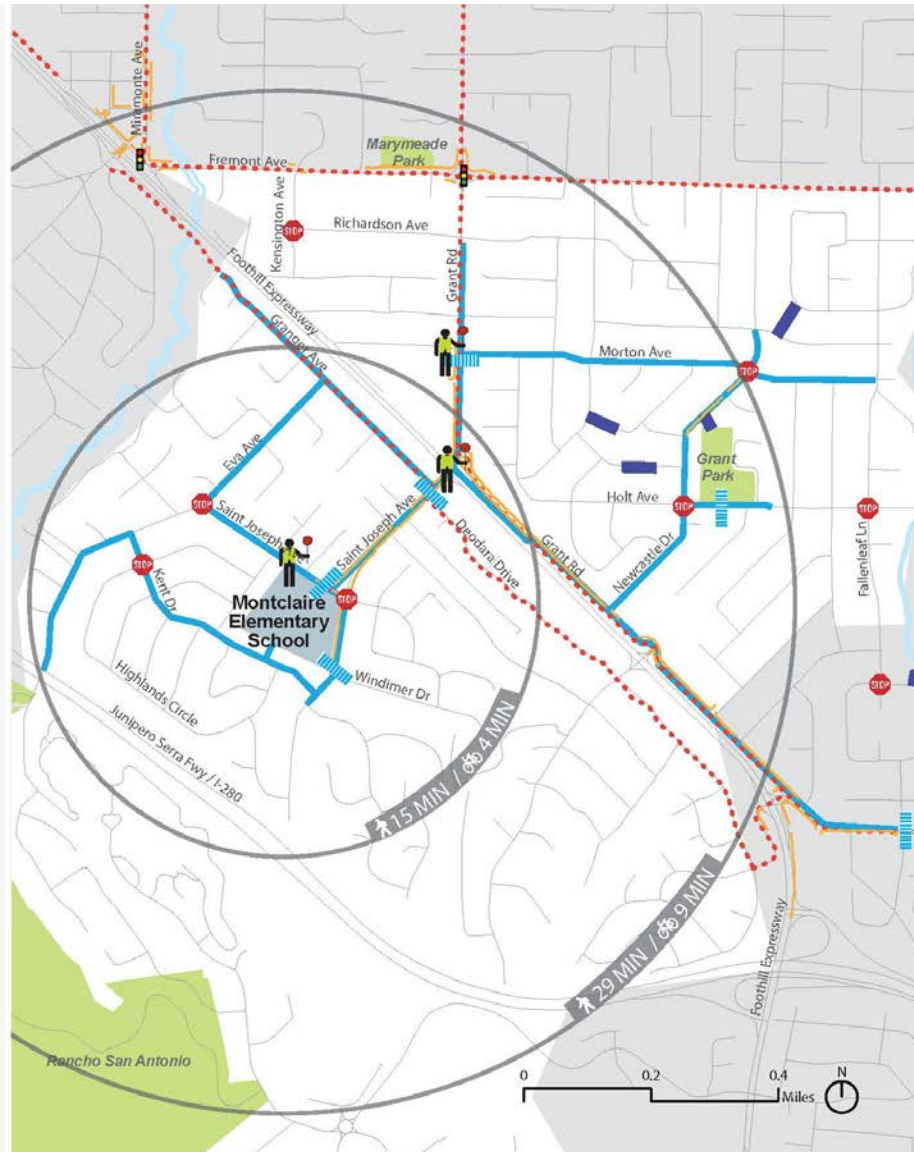 Miramonte Ave
Fremont Ave
Marymeade
Park
Kensington Ave
STOP
Richardson Ave
Grant Rd
Foothill Expressway
Granger Ave
Morton Ave
STOP
Eva Ave
Grant
Park
STOP
Holt Ave
STOP
STOP
Saint Joseph Ave
Saint Joseph Ave
Deodara Drive
Grant Rd
Newcastle Dr
Fallenleaf Ln
STOP
Kent Dr
Montclaire
Elementary
School
STOP
Windimer Dr
STOP
Highlands Circle
Junipero Serra Fwy / I-280
15 MIN / 4 MIN
29 MIN / 9 MIN
Foothill Expressway
Rancho San Antonio
0 0.2 0.4
Miles
N